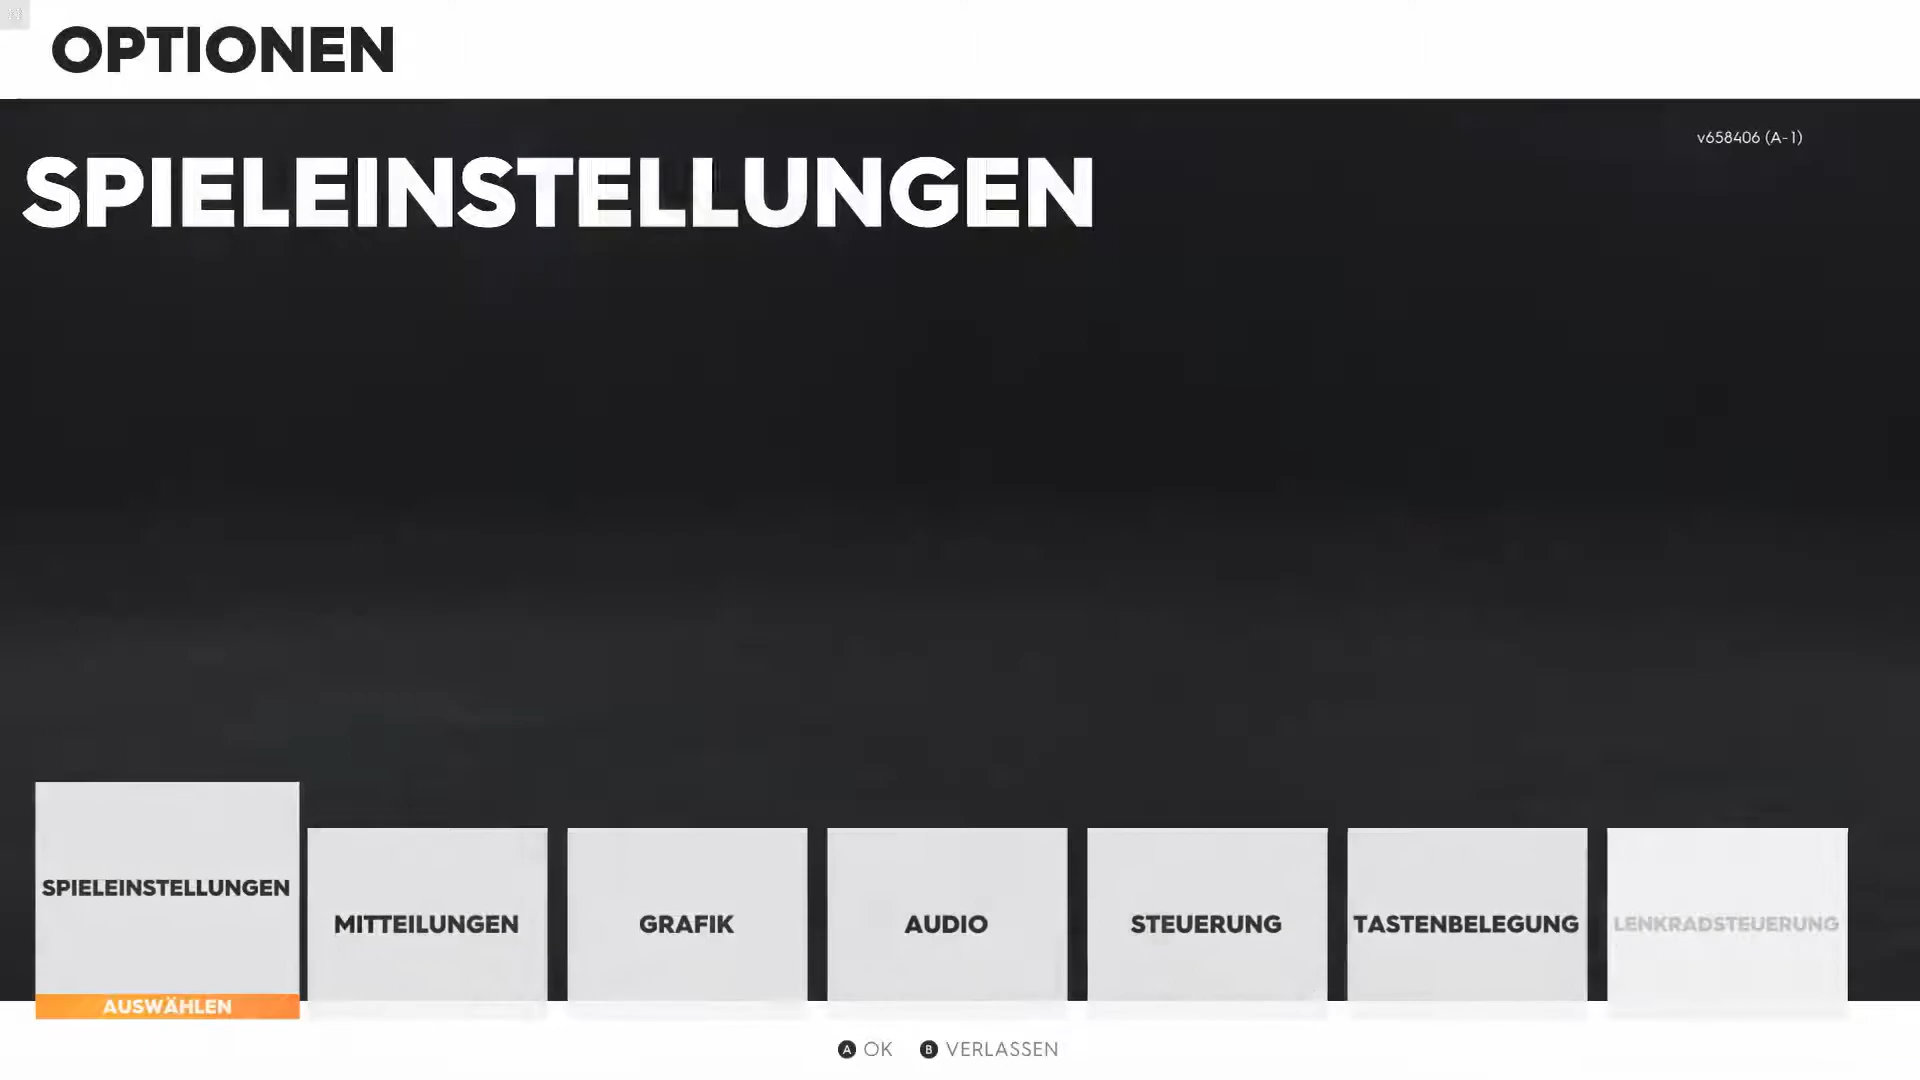 OPTIONEN
v658406 (A-1)
SPIELEINSTELLUNGEN
SPIELEINSTELLUNGEN
MITTEILUNGEN
GRAFIK
AUDIO
STEUERUNG
TASTENBELEGUNG
LENKRADSTEUERUNG
AUSWÄHLEN
A OK B VERLASSEN